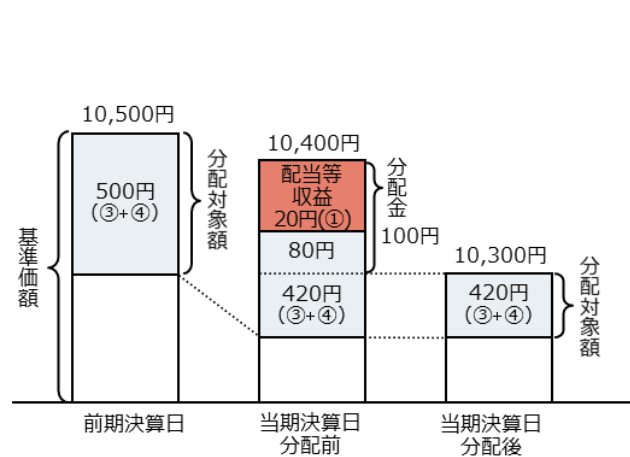 10,500円
500円
(③+④)
分配対象額
基準価額
前期決算日
10,400円
配当等
収益
20円(①)
80円
420円
(③+④)
分配金
100円
当期決算日
分配前
10,300円
420円
(③+④)
分配対象額
当期決算日
分配後